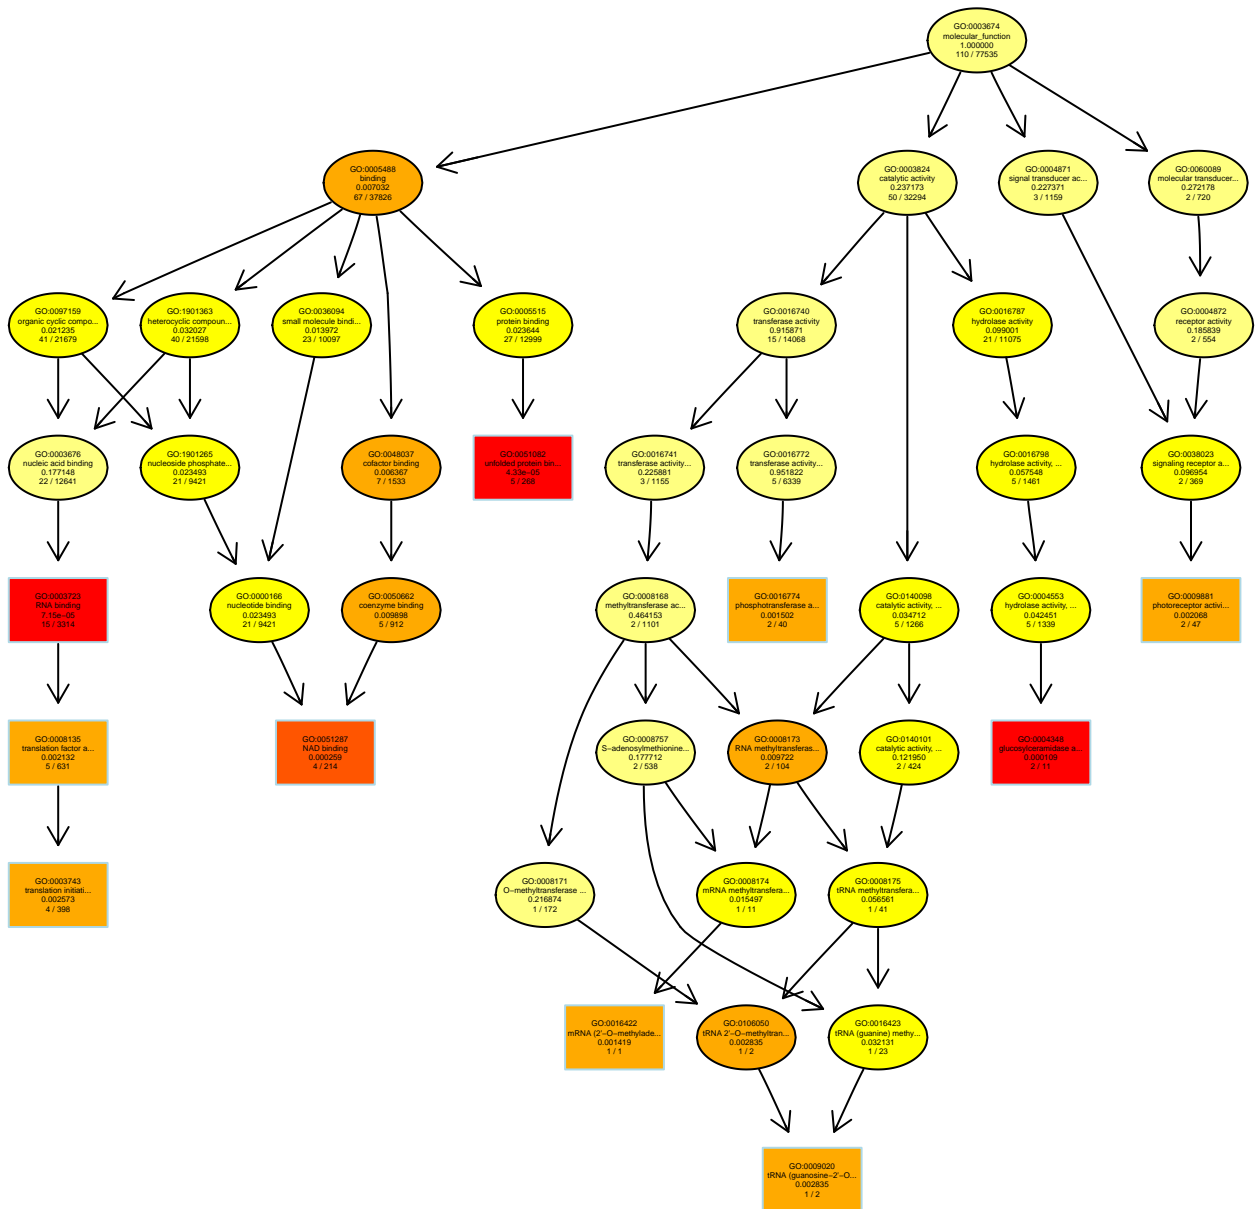 GO:0003674
molecular_function
1.000000
110 / 77535
GO:0005488
binding
0.007032
67 / 37826
GO:0003824
catalytic activity
0.237173
50 / 32294
GO:0004871
signal transducer ac...
0.227371
3 / 1159
GO:0060089
molecular transducer...
0.272178
2 / 720
GO:0097159
organic cyclic compo...
0.021235
41 / 21679
GO:1901363
heterocyclic compoun...
0.032027
40 / 21598
GO:0036094
small molecule bindi...
0.013972
23 / 10097
GO:0005515
protein binding
0.023644
27 / 12999
GO:0016740
transferase activity
0.915871
15 / 14068
GO:0016787
hydrolase activity
0.099001
21 / 11075
GO:0004872
receptor activity
0.185839
2 / 554
GO:0003676
nucleic acid binding
0.177148
22 / 12641
GO:1901265
nucleoside phosphate...
0.023493
21 / 9421
GO:0048037
cofactor binding
0.006367
7 / 1533
GO:0051082
unfolded protein bin...
4.33e−05
5 / 268
GO:0016741
transferase activity...
0.225881
3 / 1155
GO:0016772
transferase activity...
0.951822
5 / 6339
GO:0016798
hydrolase activity, ...
0.057548
5 / 1461
GO:0038023
signaling receptor a...
0.096954
2 / 369
GO:0003723
RNA binding
7.15e−05
15 / 3314
GO:0000166
nucleotide binding
0.023493
21 / 9421
GO:0050662
coenzyme binding
0.009898
5 / 912
GO:0008168
methyltransferase ac...
0.464153
2 / 1101
GO:0016774
phosphotransferase a...
0.001502
2 / 40
GO:0140098
catalytic activity, ...
0.034712
5 / 1266
GO:0004553
hydrolase activity, ...
0.042451
5 / 1339
GO:0009881
photoreceptor activi...
0.002068
2 / 47
GO:0008135
translation factor a...
0.002132
5 / 631
GO:0051287
NAD binding
0.000259
4 / 214
GO:0008757
S−adenosylmethionine...
0.177712
2 / 538
GO:0008173
RNA methyltransferas...
0.009722
2 / 104
GO:0140101
catalytic activity, ...
0.121950
2 / 424
GO:0004348
glucosylceramidase a...
0.000109
2 / 11
GO:0003743
translation initiati...
0.002573
4 / 398
GO:0008171
O−methyltransferase ...
0.216874
1 / 172
GO:0008174
mRNA methyltransfera...
0.015497
1 / 11
GO:0008175
tRNA methyltransfera...
0.056561
1 / 41
GO:0016422
mRNA (2'−O−methylade...
0.001419
1 / 1
GO:0106050
tRNA 2'−O−methyltran...
0.002835
1 / 2
GO:0016423
tRNA (guanine) methy...
0.032131
1 / 23
GO:0009020
tRNA (guanosine−2'−O...
0.002835
1 / 2